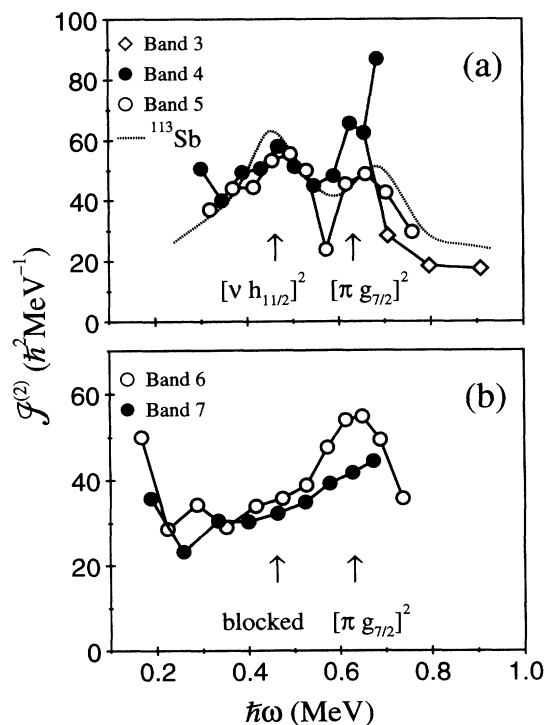 100
80
60
40
20
0
(a)
◇ Band 3
● Band 4
○ Band 5
¹¹³Sb
↑ ↑
[ν h₁₁/₂]² [π g₇/₂]²
𝒥⁽²⁾ (ℏ²MeV⁻¹)
60
40
20
0
(b)
○ Band 6
● Band 7
↑ ↑
blocked [π g₇/₂]²
0.2 0.4 0.6 0.8 1.0
ℏω (MeV)